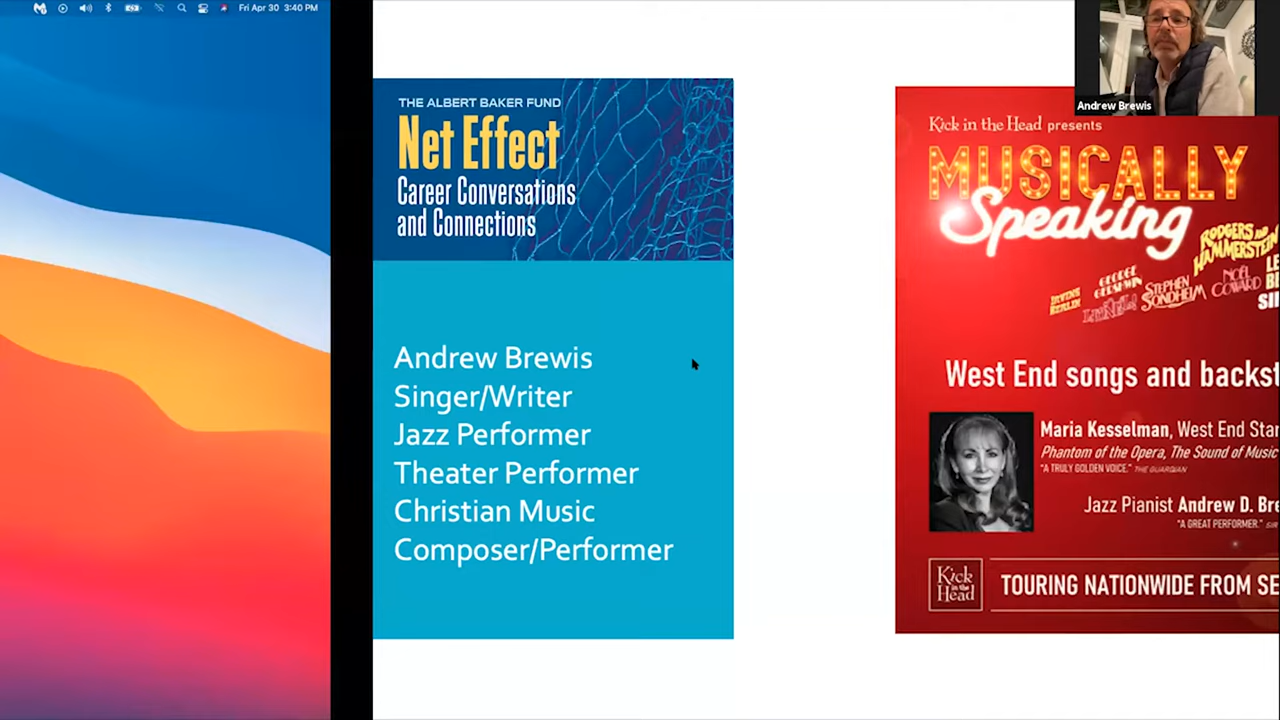 Fri Apr 30 3:40 PM
THE ALBERT BAKER FUND
Net Effect
Career Conversations
and Connections
Andrew Brewis
Singer/Writer
Jazz Performer
Theater Performer
Christian Music
Composer/Performer
Andrew Brewis
Kick in the Head presents
MUSICALLY
Speaking
RODGERS AND
HAMMERSTEIN
IRVING
BERLIN
GEORGE
GERSHWIN
STEPHEN
SONDHEIM
NOËL
COWARD
West End songs and backst
Maria Kesselman, West End Star
Phantom of the Opera, The Sound of Music
"A TRULY GOLDEN VOICE." THE GUARDIAN
Jazz Pianist Andrew D. Bre
"A GREAT PERFORMER." SIR
Kick
in the
Head
TOURING NATIONWIDE FROM SE